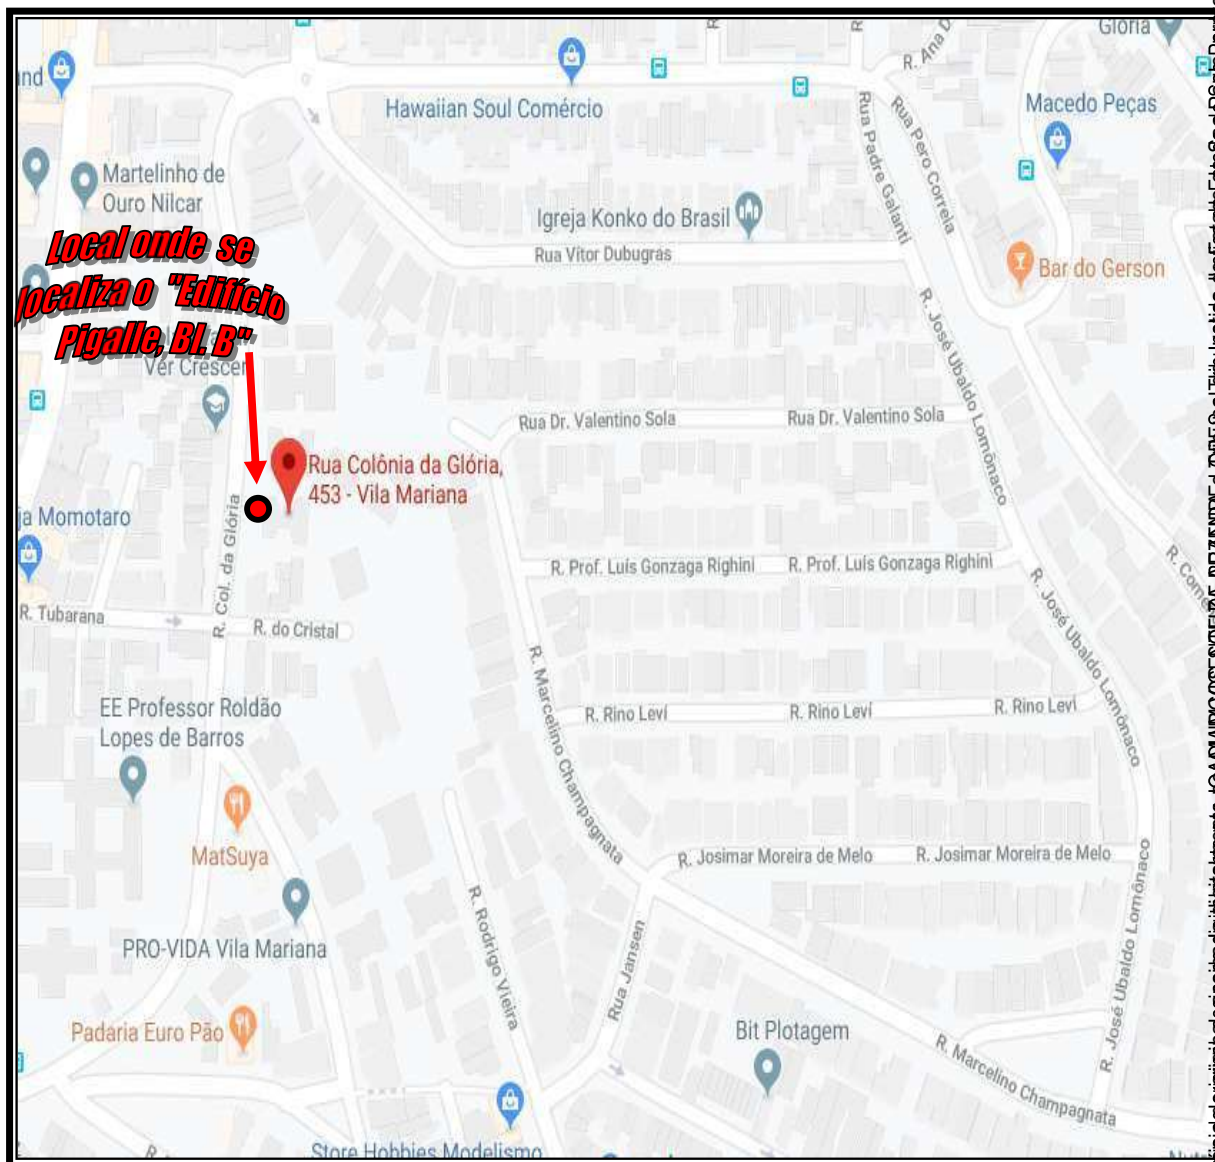 Gloria
R. Ana D
Hawaiian Soul Comércio
Macedo Peças
Rua Padre Galanti
Rua Pero Correia
Martelinho de
Ouro Nilcar
Igreja Konko do Brasil
Rua Vítor Dubugras
Bar do Gerson
Local onde se
localiza o "Edifício
Pigalle, Bl. B"
Ver Crescer
R. José Ubaldo Lomônaco
Rua Dr. Valentino Sola
Rua Dr. Valentino Sola
Rua Colônia da Glória,
453 - Vila Mariana
ja Momotaro
R. Col. da Glória
R. Prof. Luís Gonzaga Righini
R. Prof. Luís Gonzaga Righini
R. Tubarana
R. do Cristal
R. José Ubaldo Lomônaco
R. Marcelino Champagnata
R. Rino Levi
R. Rino Levi
R. Rino Levi
EE Professor Roldão
Lopes de Barros
MatSuya
R. Josimar Moreira de Melo
R. Josimar Moreira de Melo
R. Rodrigo Vieira
PRO-VIDA Vila Mariana
Rua Jansen
R. José Ubaldo Lomônaco
Padaria Euro Pão
Bit Plotagem
R. Marcelino Champagnata
Store Hobbies Modelismo